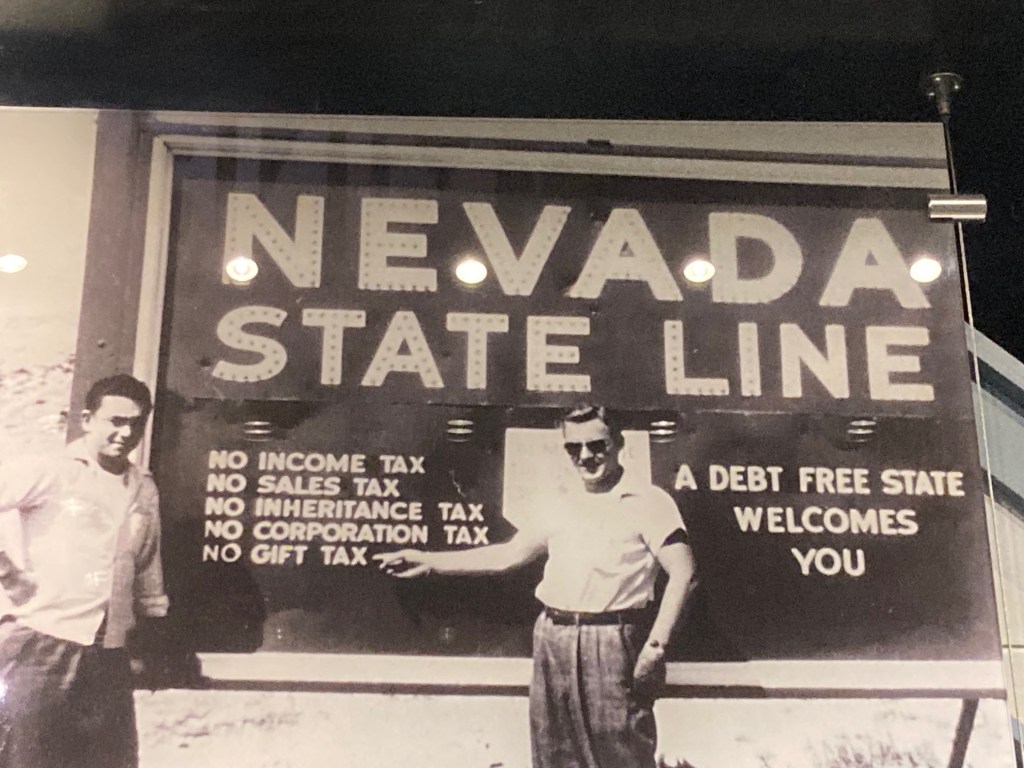 NEVADA
STATE LINE
NO INCOME TAX
NO SALES TAX
NO INHERITANCE TAX
NO CORPORATION TAX
NO GIFT TAX
A DEBT FREE STATE
WELCOMES
YOU